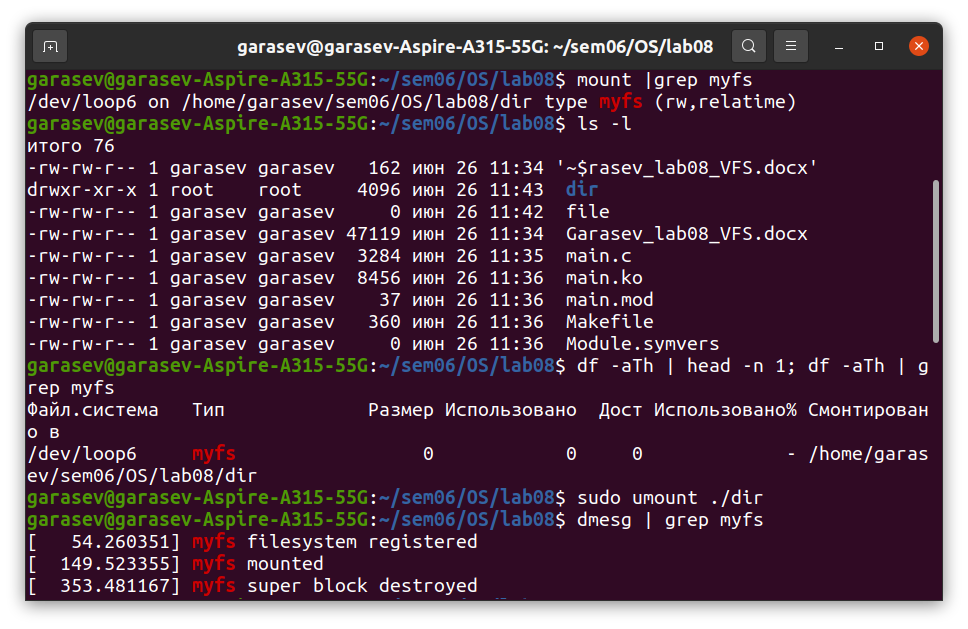 garasev@garasev-Aspire-A315-55G: ~/sem06/OS/lab08
garasev@garasev-Aspire-A315-55G:~/sem06/OS/lab08$ mount |grep myfs
/dev/loop6 on /home/garasev/sem06/OS/lab08/dir type myfs (rw,relatime)
garasev@garasev-Aspire-A315-55G:~/sem06/OS/lab08$ ls -l
итого 76
-rw-rw-r-- 1 garasev garasev   162 июн 26 11:34 '~$rasev_lab08_VFS.docx'
drwxr-xr-x 1 root    root     4096 июн 26 11:43  dir
-rw-rw-r-- 1 garasev garasev     0 июн 26 11:42  file
-rw-rw-r-- 1 garasev garasev 47119 июн 26 11:34  Garasev_lab08_VFS.docx
-rw-rw-r-- 1 garasev garasev  3284 июн 26 11:35  main.c
-rw-rw-r-- 1 garasev garasev  8456 июн 26 11:36  main.ko
-rw-rw-r-- 1 garasev garasev    37 июн 26 11:36  main.mod
-rw-rw-r-- 1 garasev garasev   360 июн 26 11:36  Makefile
-rw-rw-r-- 1 garasev garasev     0 июн 26 11:36  Module.symvers
garasev@garasev-Aspire-A315-55G:~/sem06/OS/lab08$ df -aTh | head -n 1; df -aTh | g
rep myfs
Файл.система   Тип             Размер Использовано  Дост Использовано% Смонтирован
о в
/dev/loop6     myfs                 0            0     0             - /home/garas
ev/sem06/OS/lab08/dir
garasev@garasev-Aspire-A315-55G:~/sem06/OS/lab08$ sudo umount ./dir
garasev@garasev-Aspire-A315-55G:~/sem06/OS/lab08$ dmesg | grep myfs
[   54.260351] myfs filesystem registered
[  149.523355] myfs mounted
[  353.481167] myfs super block destroyed